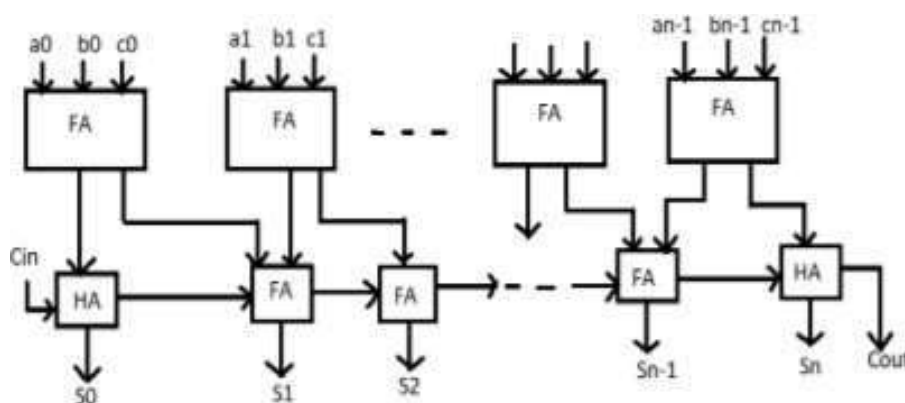 a0 b0 c0 a1 b1 c1 an-1 bn-1 cn-1
FA FA FA FA
Cin
HA FA FA FA HA
S0 S1 S2 Sn-1 Sn Cout